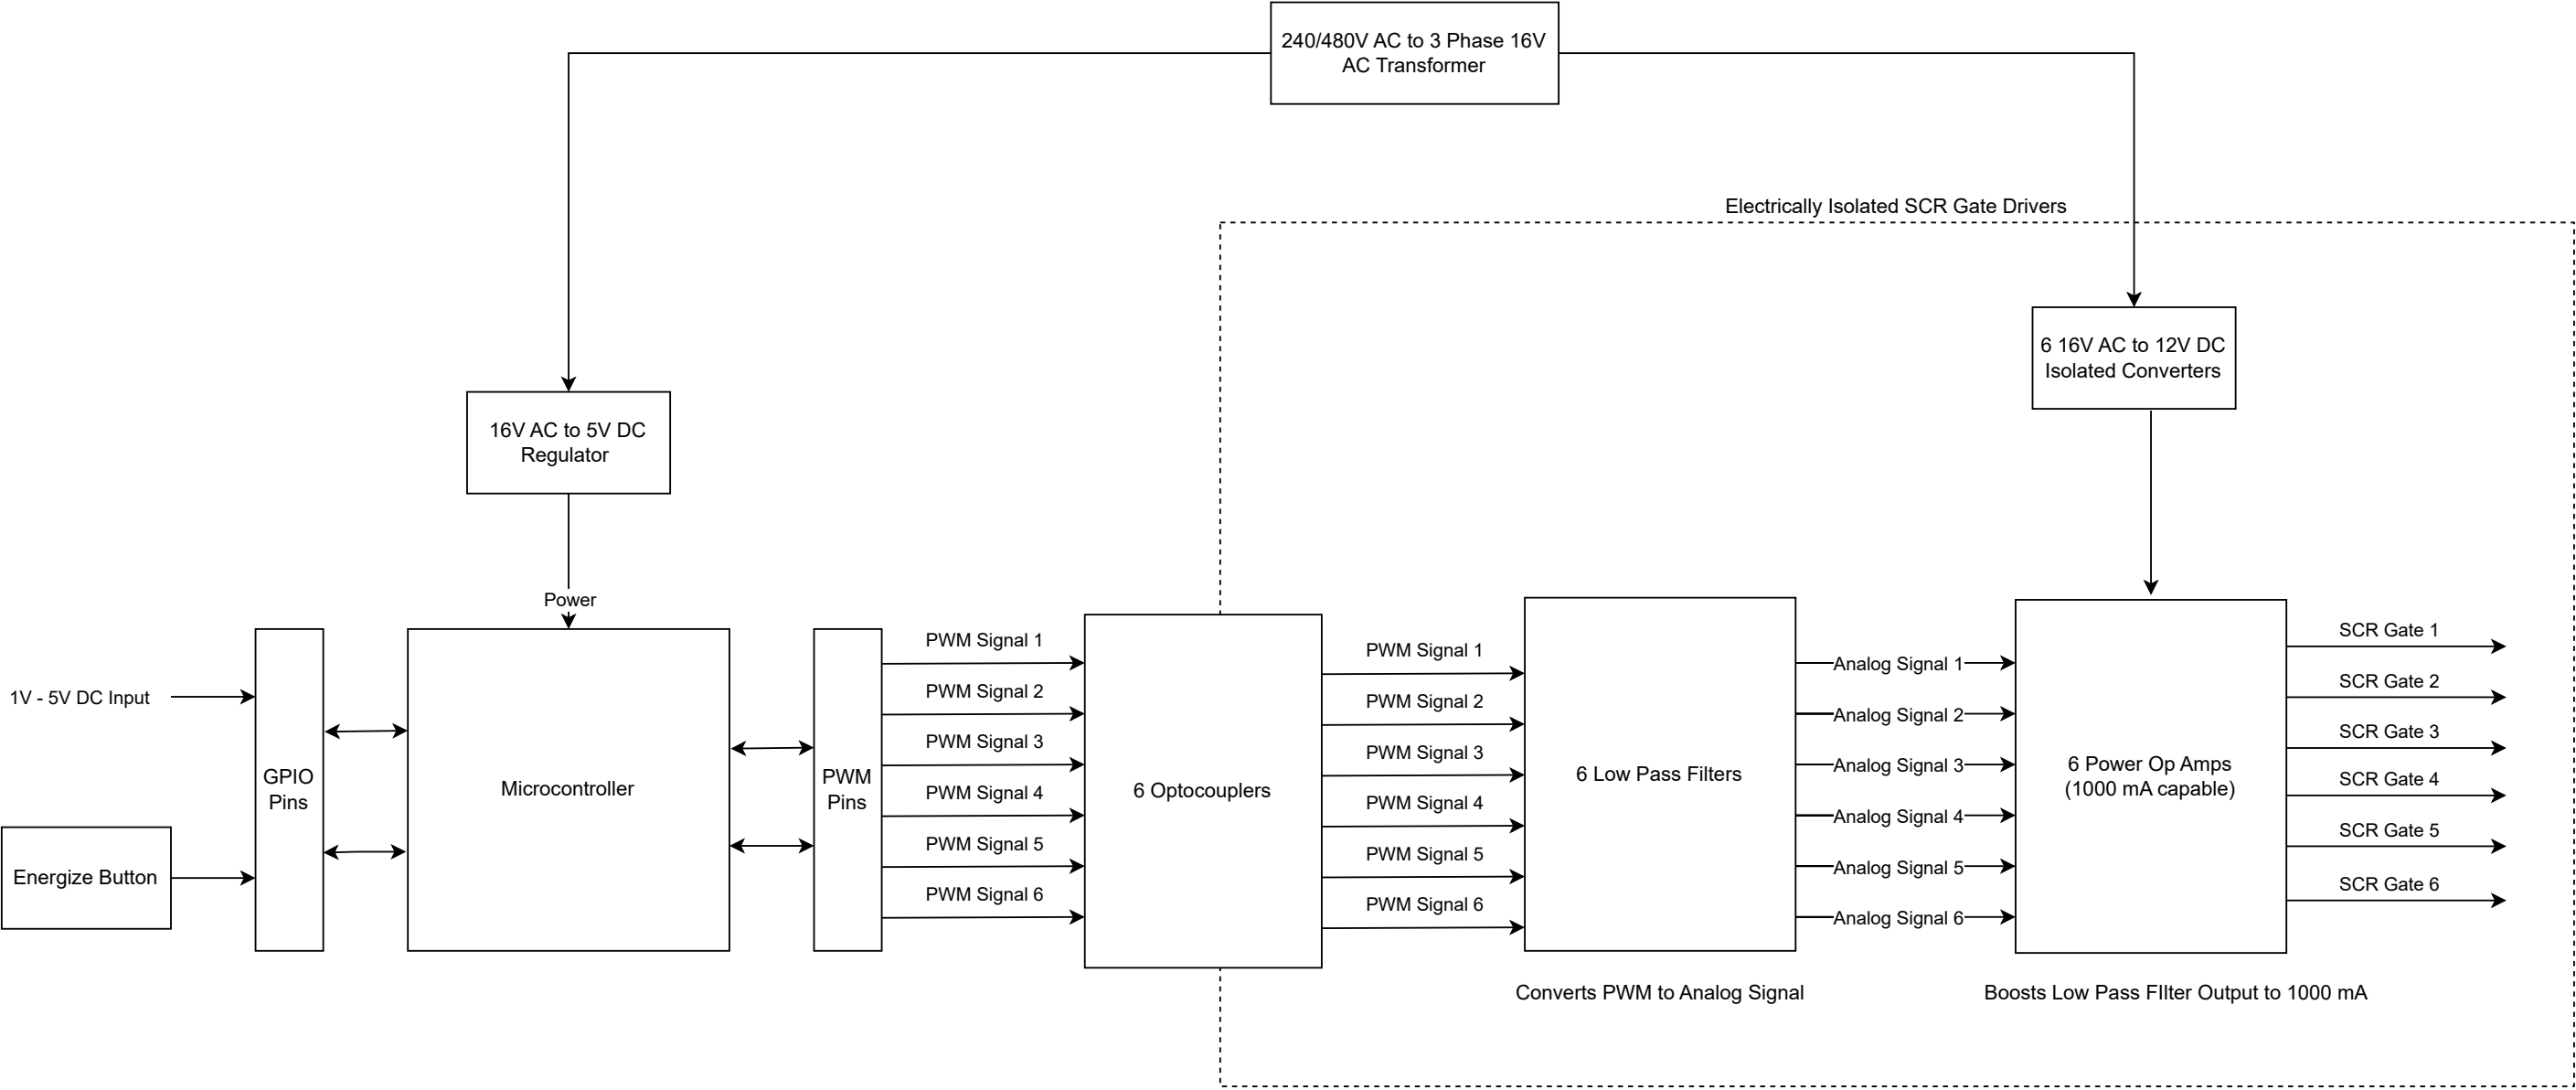 240/480V AC to 3 Phase 16V
AC Transformer
Electrically Isolated SCR Gate Drivers
6 16V AC to 12V DC
Isolated Converters
16V AC to 5V DC
Regulator
Power
1V - 5V DC Input
Energize Button
GPIO
Pins
Microcontroller
PWM
Pins
PWM Signal 1
PWM Signal 2
PWM Signal 3
PWM Signal 4
PWM Signal 5
PWM Signal 6
6 Optocouplers
PWM Signal 1
PWM Signal 2
PWM Signal 3
PWM Signal 4
PWM Signal 5
PWM Signal 6
6 Low Pass Filters
Converts PWM to Analog Signal
Analog Signal 1
Analog Signal 2
Analog Signal 3
Analog Signal 4
Analog Signal 5
Analog Signal 6
6 Power Op Amps
(1000 mA capable)
Boosts Low Pass FIlter Output to 1000 mA
SCR Gate 1
SCR Gate 2
SCR Gate 3
SCR Gate 4
SCR Gate 5
SCR Gate 6